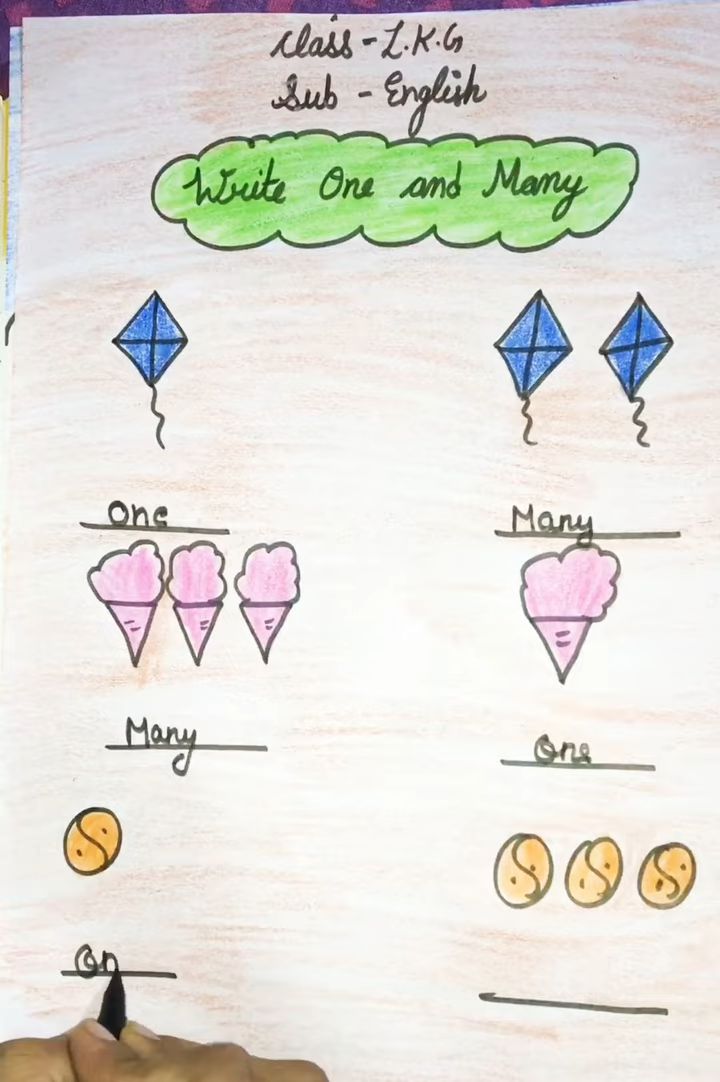 Class - L.K.G
Sub - English
Write One and Many
One
Many
Many
One
On